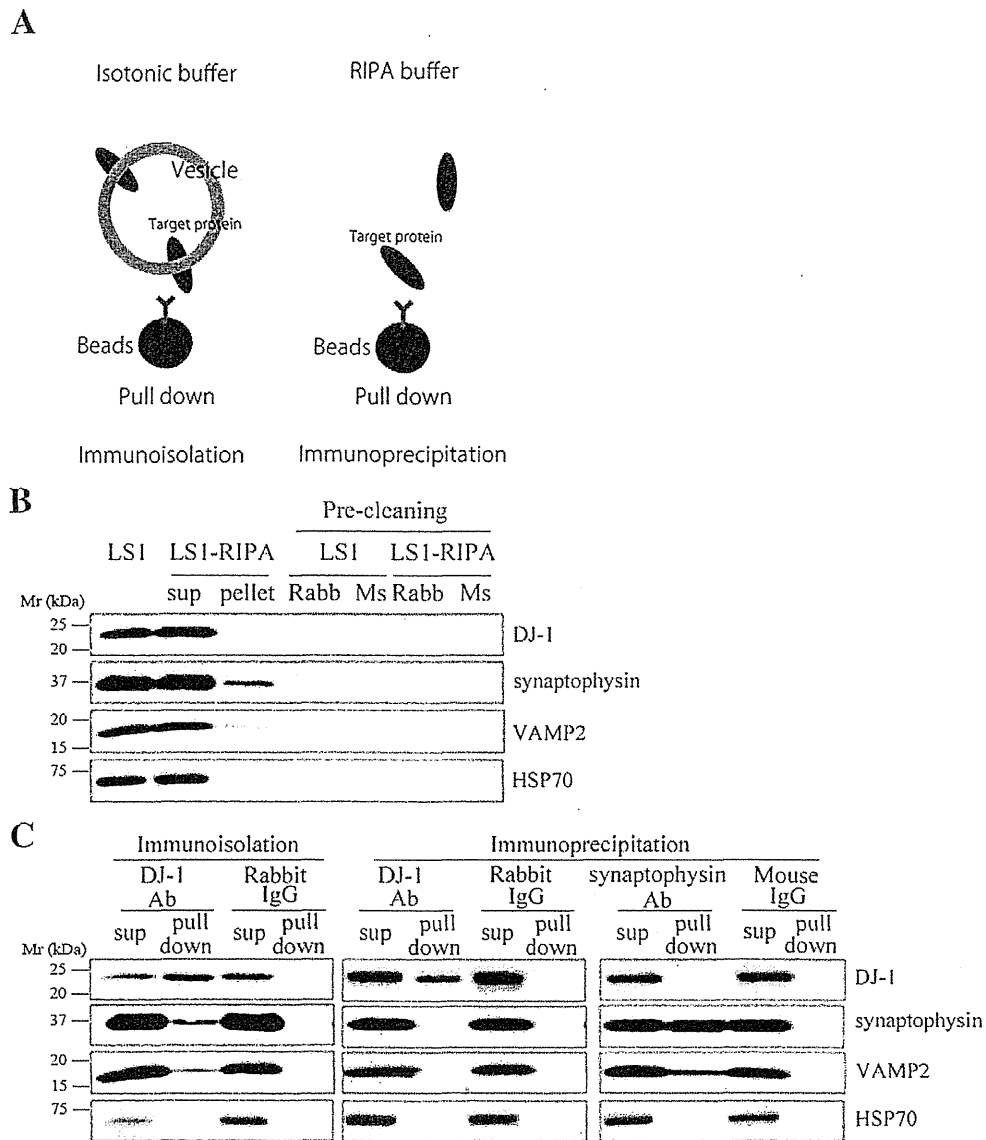 A
Isotonic buffer
RIPA buffer
Vesicle
Target protein
Target protein
Beads
Beads
Pull down
Pull down
Immunoisolation
Immunoprecipitation
B
Pre-cleaning
LS1 LS1-RIPA LS1 LS1-RIPA
sup pellet Rabb Ms Rabb Ms
Mr (kDa)
25
20
DJ-1
37
synaptophysin
20
15
VAMP2
75
HSP70
C
Immunoisolation Immunoprecipitation
DJ-1 Ab Rabbit IgG DJ-1 Ab Rabbit IgG synaptophysin Ab Mouse IgG
sup pull down sup pull down sup pull down sup pull down sup pull down sup pull down
Mr (kDa)
25
20
DJ-1
37
synaptophysin
20
15
VAMP2
75
HSP70